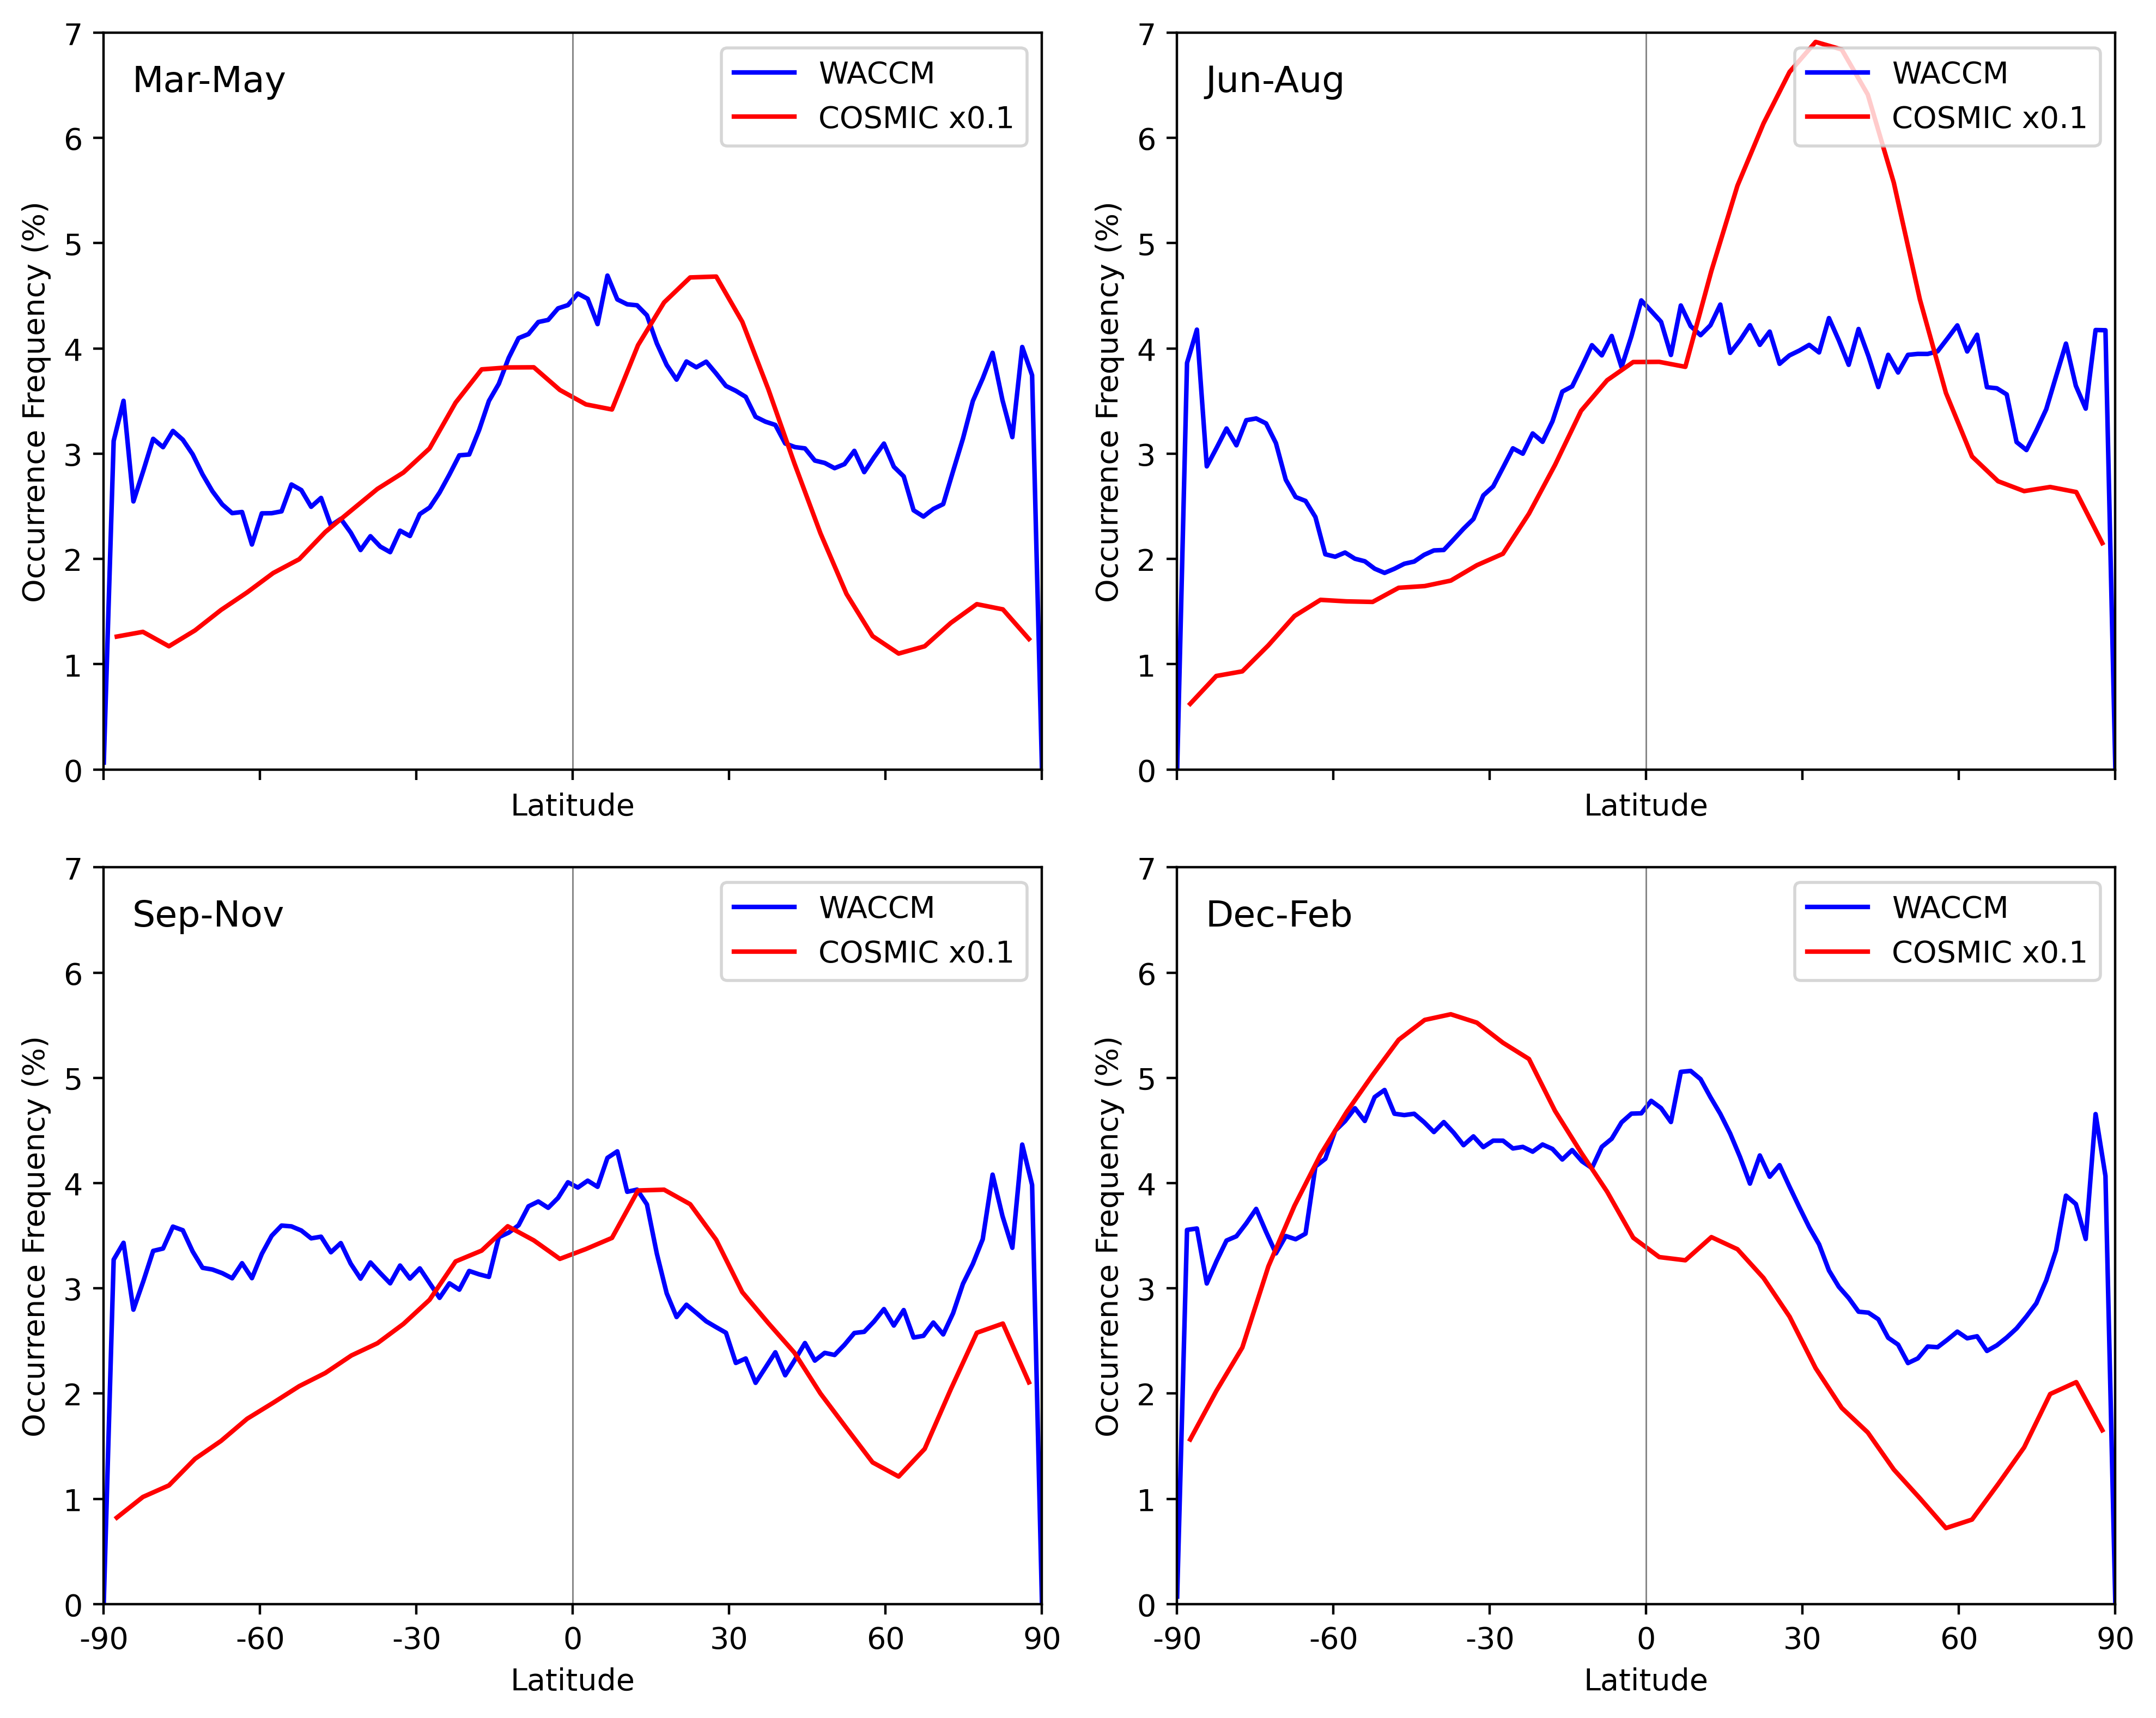 Mar-May
WACCM
COSMIC x0.1
7
6
5
4
3
2
1
0
Occurrence Frequency (%)
Latitude
Jun-Aug
WACCM
COSMIC x0.1
7
6
5
4
3
2
1
0
Occurrence Frequency (%)
Latitude
Sep-Nov
WACCM
COSMIC x0.1
7
6
5
4
3
2
1
0
Occurrence Frequency (%)
-90 -60 -30 0 30 60 90
Latitude
Dec-Feb
WACCM
COSMIC x0.1
7
6
5
4
3
2
1
0
Occurrence Frequency (%)
-90 -60 -30 0 30 60 90
Latitude